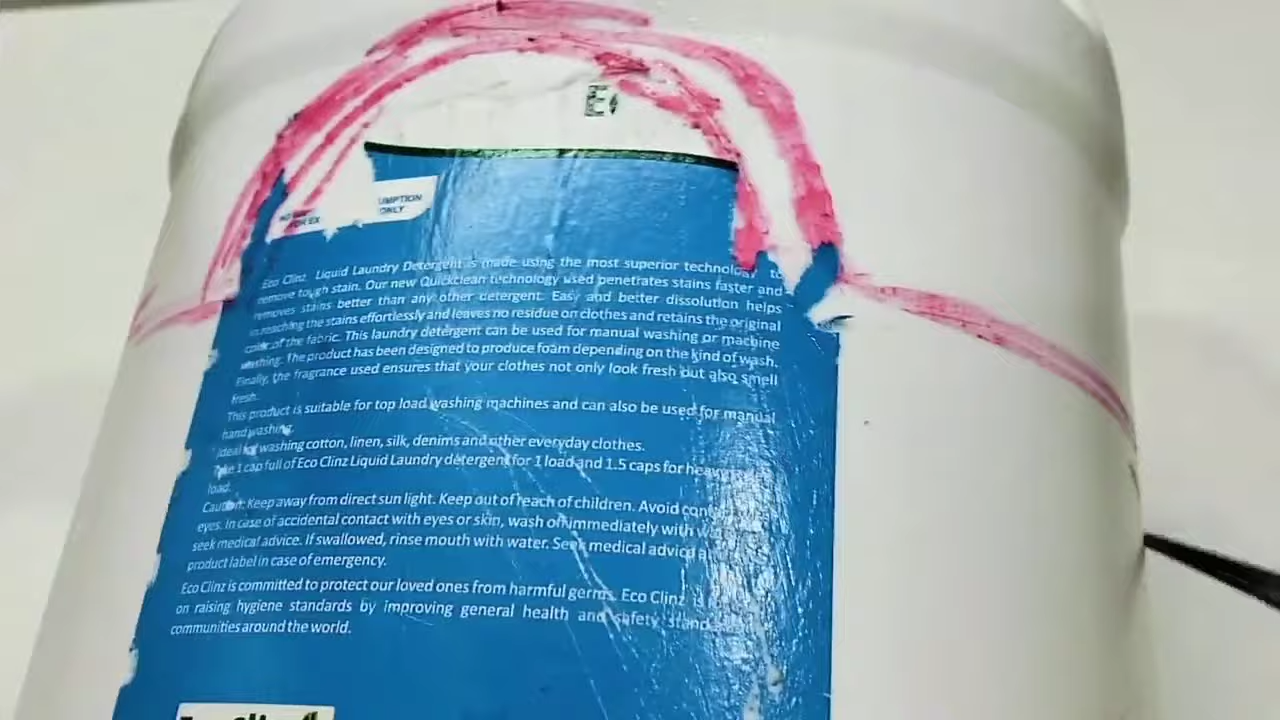 E
UMPTION
ONLY
Eco Clinz Liquid Laundry Detergent is made using the most superior technology to
remove tough stain. Our new Quickclean technology used penetrates stains faster and
removes stains better than any other detergent. Easy and better dissolution helps
in reaching the stains effortlessly and leaves no residue on clothes and retains the original
color of the fabric. This laundry detergent can be used for manual washing or machine
washing. The product has been designed to produce foam depending on the kind of wash.
Finally, the fragrance used ensures that your clothes not only look fresh but also smell
fresh.
This product is suitable for top load washing machines and can also be used for manual
hand washing.
Ideal for washing cotton, linen, silk, denims and other everyday clothes.
Take 1 cap full of Eco Clinz Liquid Laundry detergent for 1 load and 1.5 caps for heavy
load.
Caution: Keep away from direct sun light. Keep out of reach of children. Avoid
eyes. In case of accidental contact with eyes or skin, wash off immediately with
seek medical advice. If swallowed, rinse mouth with water. Seek medical advice
product label in case of emergency.
Eco Clinz is committed to protect our loved ones from harmful germs. Eco Clinz is
on raising hygiene standards by improving general health and safety
communities around the world.